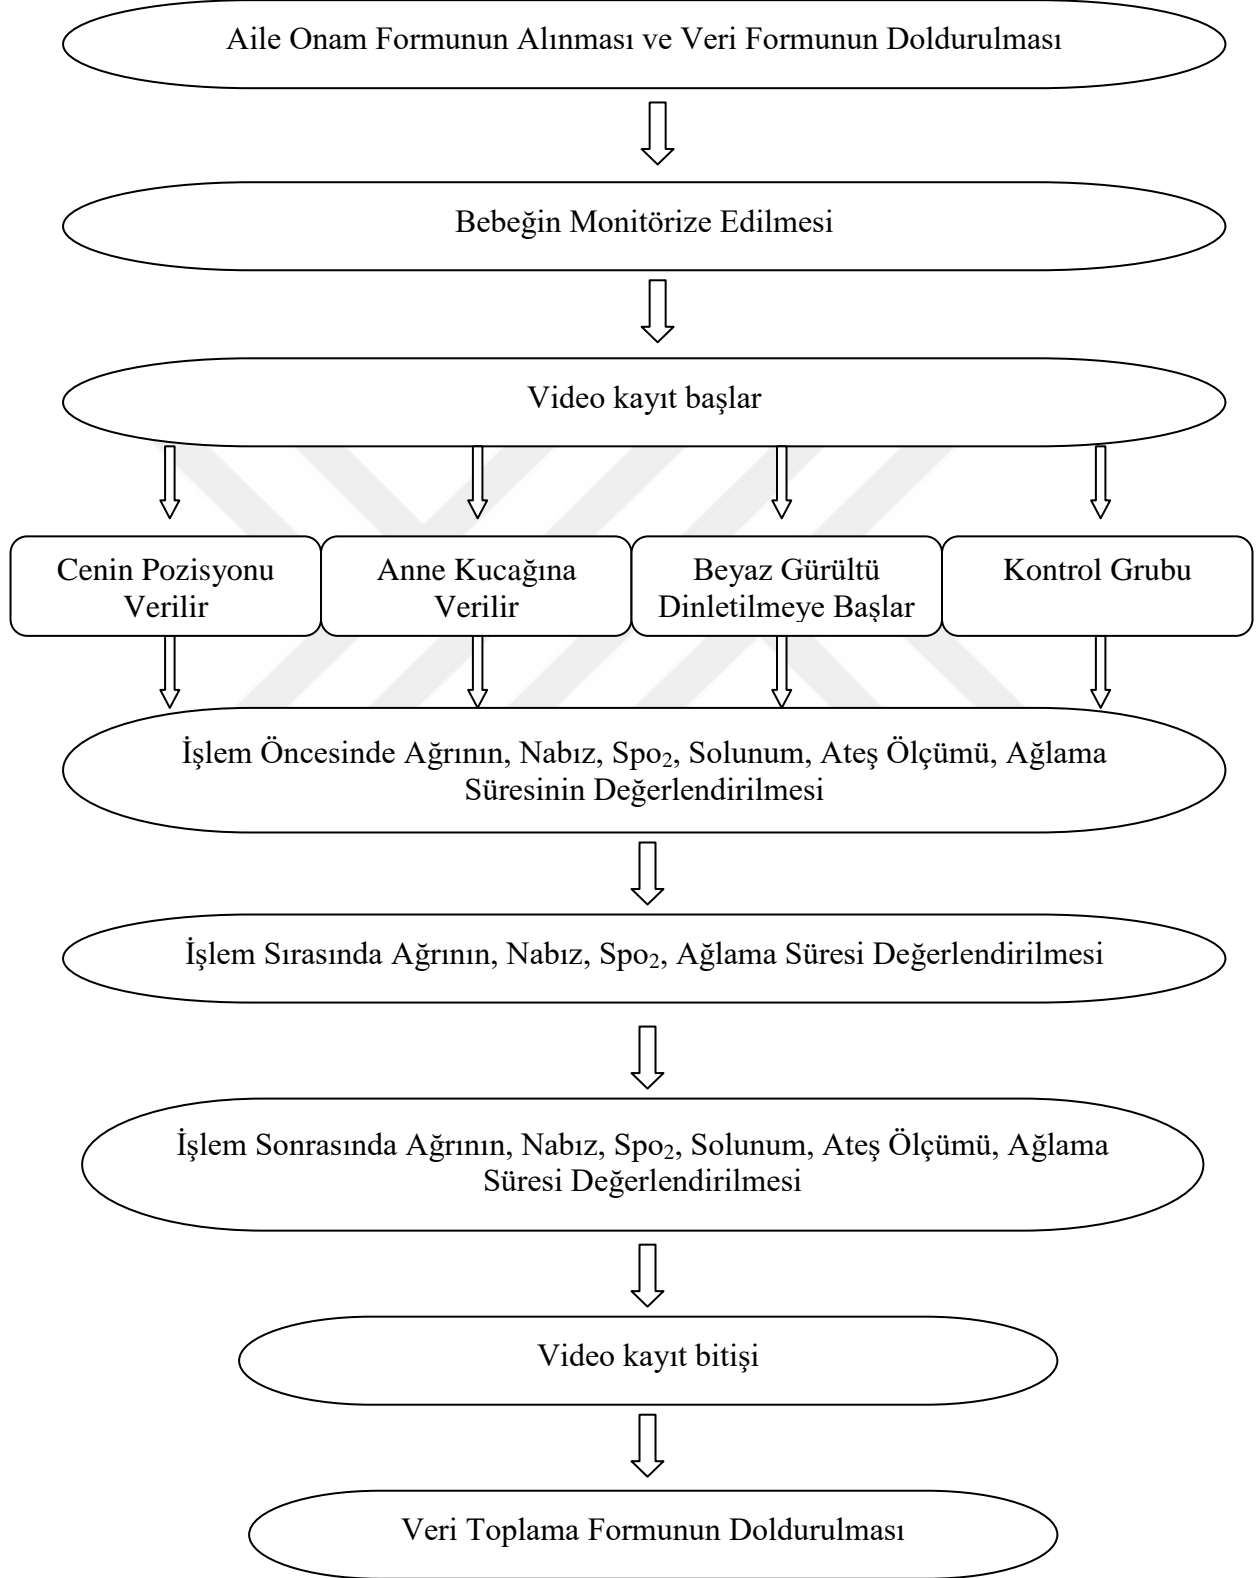 Aile Onam Formunun Alınması ve Veri Formunun Doldurulması
Bebeğin Monitörize Edilmesi
Video kayıt başlar
Cenin Pozisyonu
Verilir
Anne Kucağına
Verilir
Beyaz Gürültü
Dinletilmeye Başlar
Kontrol Grubu
İşlem Öncesinde Ağrının, Nabız, Spo₂, Solunum, Ateş Ölçümü, Ağlama
Süresinin Değerlendirilmesi
İşlem Sırasında Ağrının, Nabız, Spo₂, Ağlama Süresi Değerlendirilmesi
İşlem Sonrasında Ağrının, Nabız, Spo₂, Solunum, Ateş Ölçümü, Ağlama
Süresi Değerlendirilmesi
Video kayıt bitişi
Veri Toplama Formunun Doldurulması